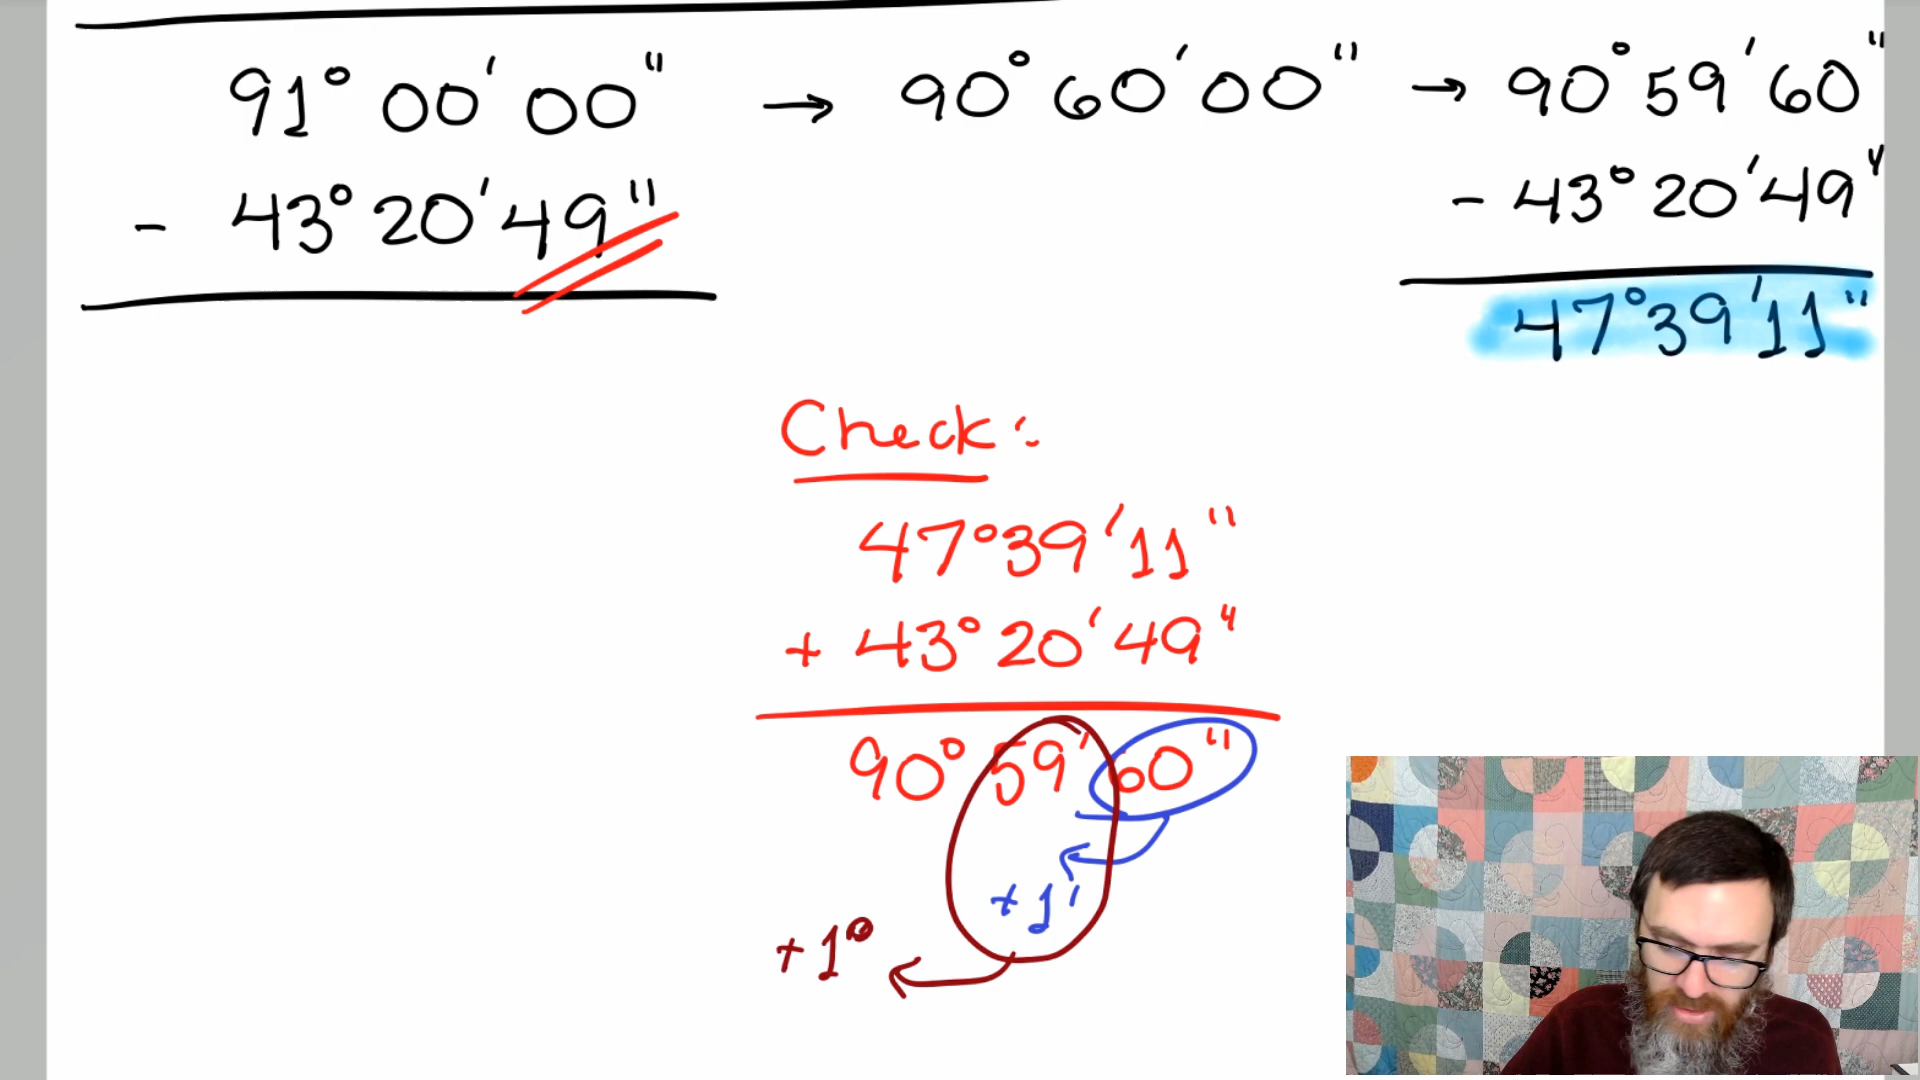 91° 00' 00" → 90° 60' 00" → 90° 59' 60"
- 43° 20' 49" - 43° 20' 49"
47° 39' 11"
Check:
47° 39' 11"
+ 43° 20' 49"
90° 59' 60"
+ 1'
+ 1°